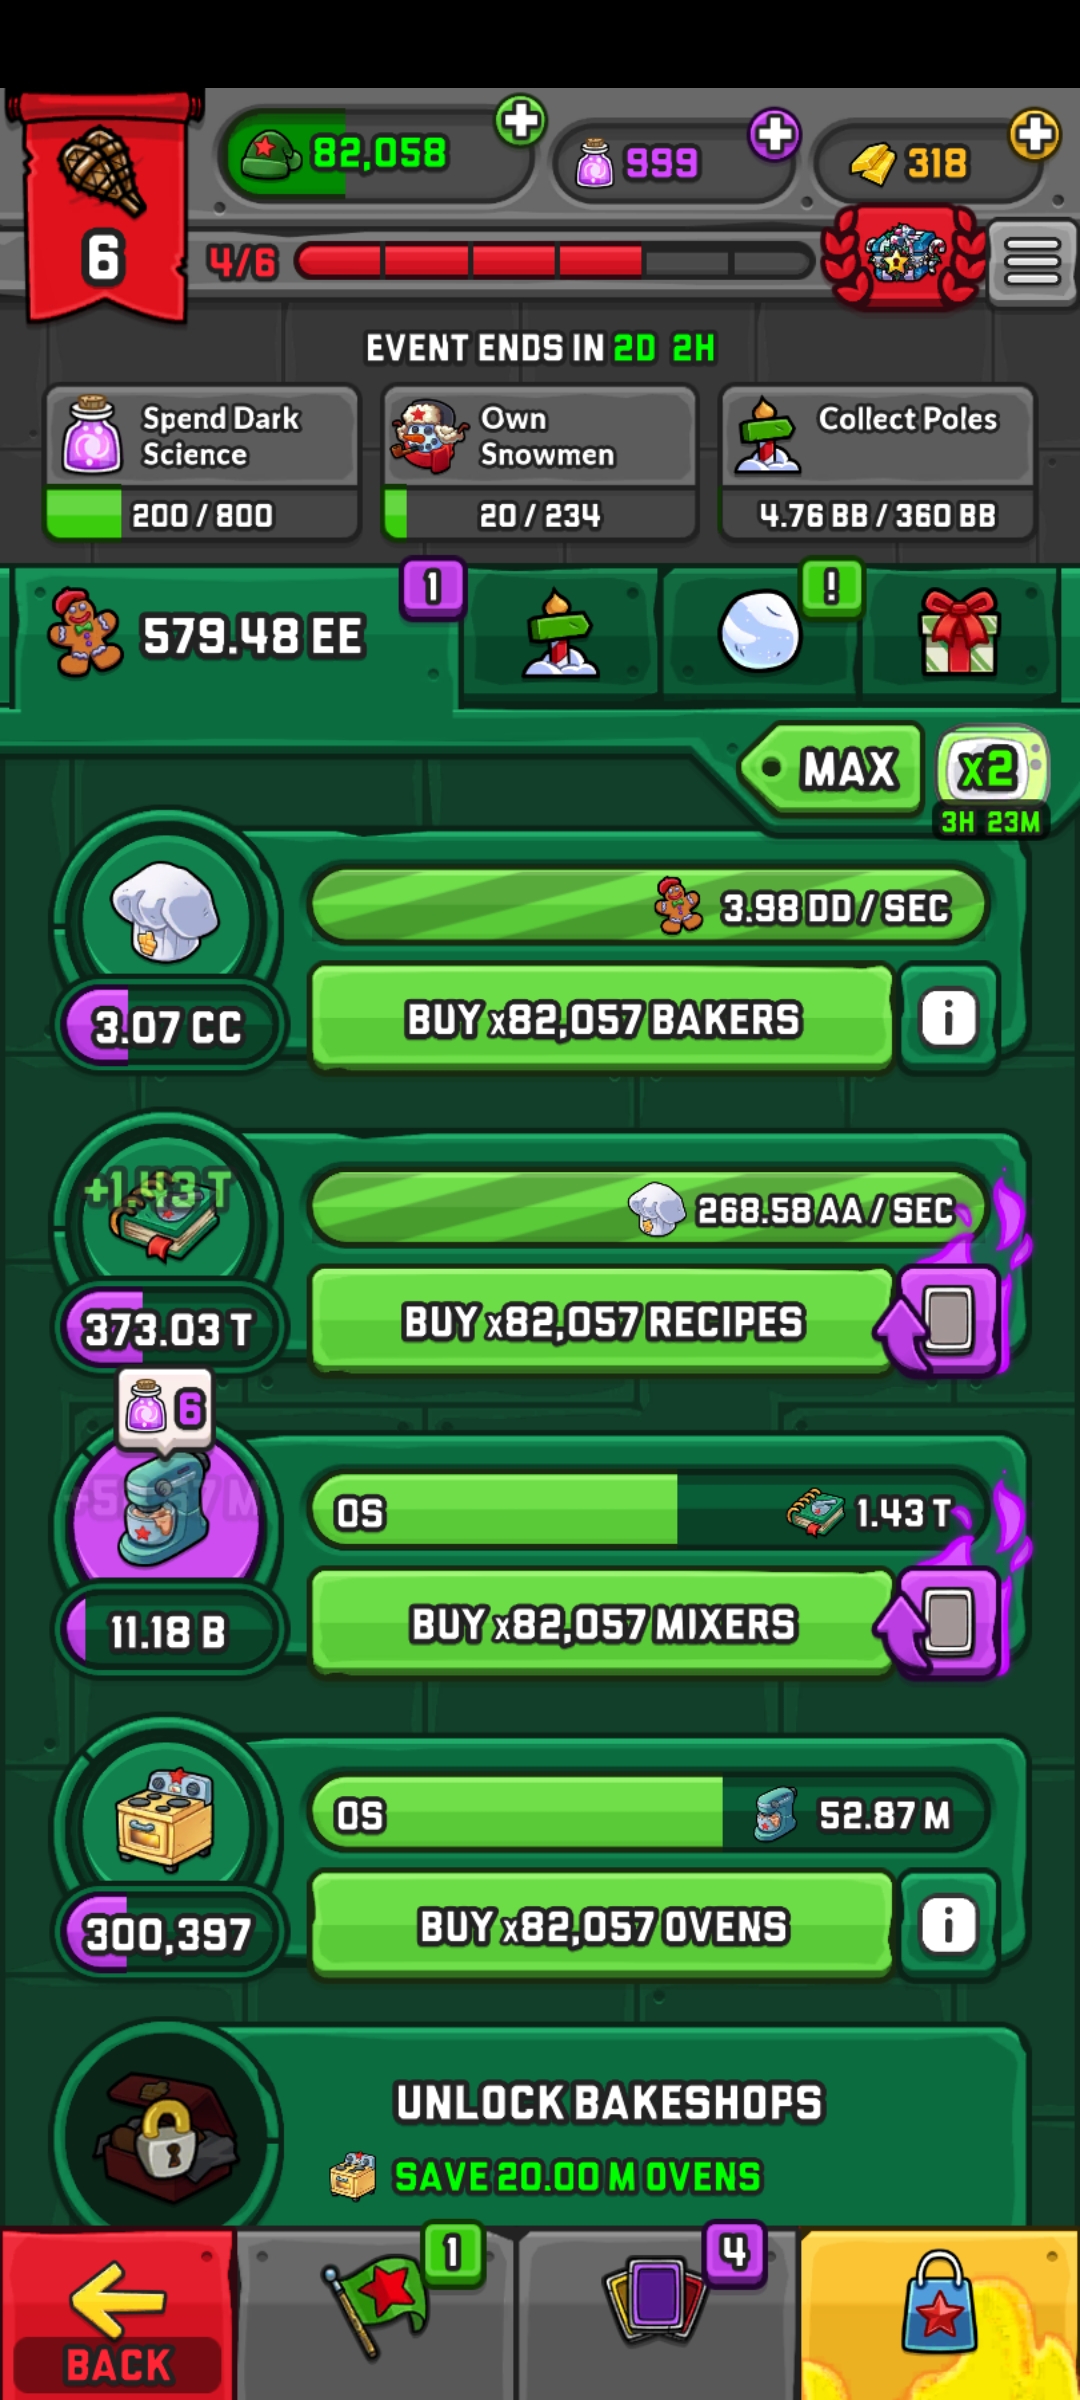 6
82,058
999
318
4/6
EVENT ENDS IN 2D 2H
Spend Dark
Science
200 / 800
Own
Snowmen
20 / 234
Collect Poles
4.76 BB / 360 BB
579.48 EE
1
!
MAX
x2
3H 23M
3.98 DD / SEC
3.07 CC
BUY x82,057 BAKERS
i
+1.43 T
268.58 AA / SEC
373.03 T
BUY x82,057 RECIPES
6
0S
1.43 T
11.18 B
BUY x82,057 MIXERS
0S
52.87 M
300,397
BUY x82,057 OVENS
i
UNLOCK BAKESHOPS
SAVE 20.00 M OVENS
BACK
1
4